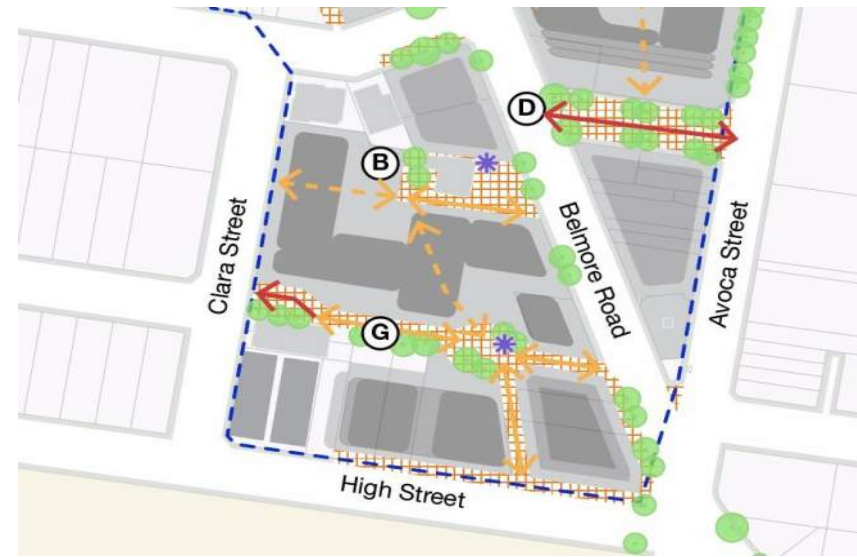 D
B
Clara Street
Belmore Road
Avoca Street
G
High Street